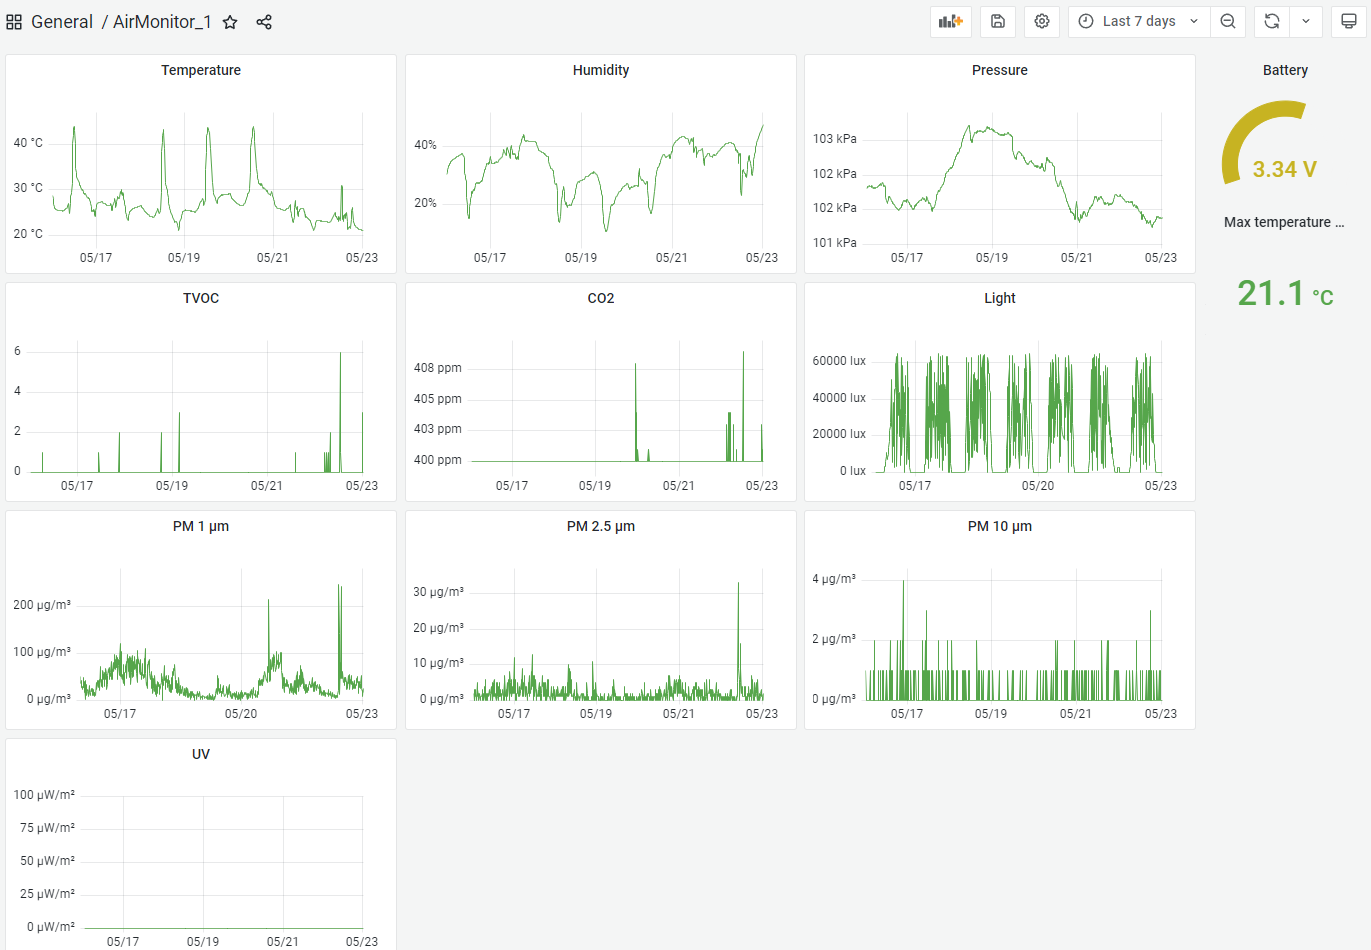 General / AirMonitor_1
Last 7 days
Temperature
40 °C
30 °C
20 °C
05/17 05/19 05/21 05/23
Humidity
40%
20%
05/17 05/19 05/21 05/23
Pressure
103 kPa
102 kPa
102 kPa
101 kPa
05/17 05/19 05/21 05/23
Battery
3.34 V
Max temperature ...
21.1 °C
TVOC
6
4
2
0
05/17 05/19 05/21 05/23
CO2
408 ppm
405 ppm
403 ppm
400 ppm
05/17 05/19 05/21 05/23
Light
60000 lux
40000 lux
20000 lux
0 lux
05/17 05/20 05/23
PM 1 µm
200 µg/m³
100 µg/m³
0 µg/m³
05/17 05/20 05/23
PM 2.5 µm
30 µg/m³
20 µg/m³
10 µg/m³
0 µg/m³
05/17 05/19 05/21 05/23
PM 10 µm
4 µg/m³
2 µg/m³
0 µg/m³
05/17 05/19 05/21 05/23
UV
100 µW/m²
75 µW/m²
50 µW/m²
25 µW/m²
0 µW/m²
05/17 05/19 05/21 05/23